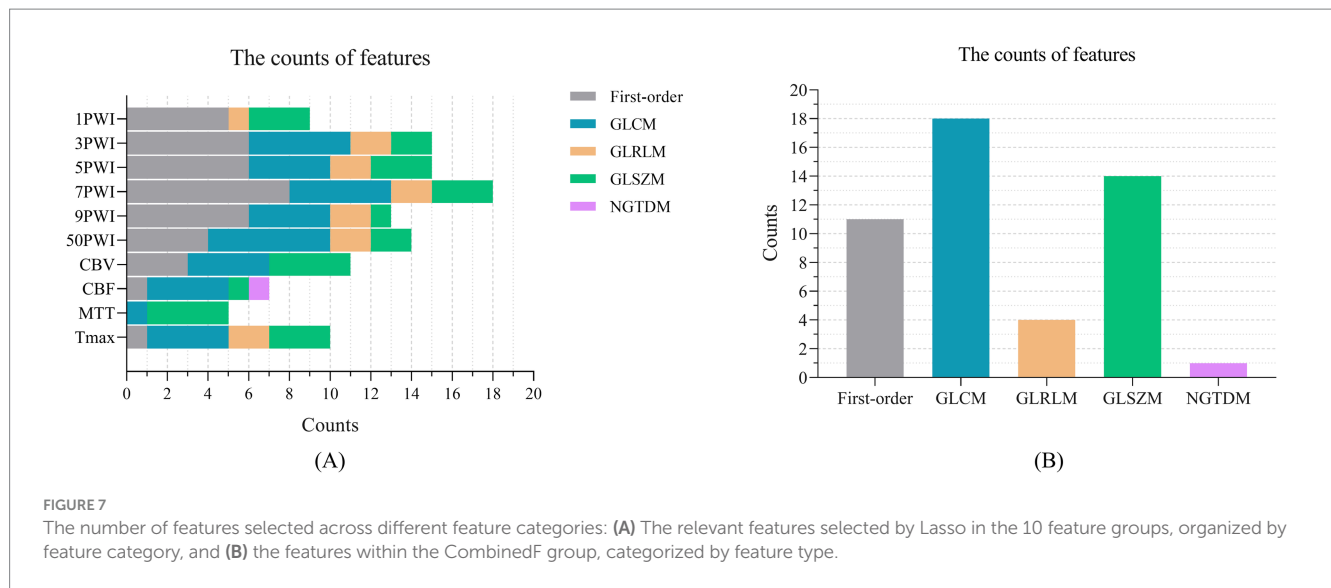 The counts of features
1PWI
3PWI
5PWI
7PWI
9PWI
50PWI
CBV
CBF
MTT
Tmax
0 2 4 6 8 10 12 14 16 18 20
Counts
First-order
GLCM
GLRLM
GLSZM
NGTDM
(A)
The counts of features
20
18
16
14
12
10
8
6
4
2
0
Counts
First-order GLCM GLRLM GLSZM NGTDM
(B)
FIGURE 7
The number of features selected across different feature categories: (A) The relevant features selected by Lasso in the 10 feature groups, organized by
feature category, and (B) the features within the CombinedF group, categorized by feature type.